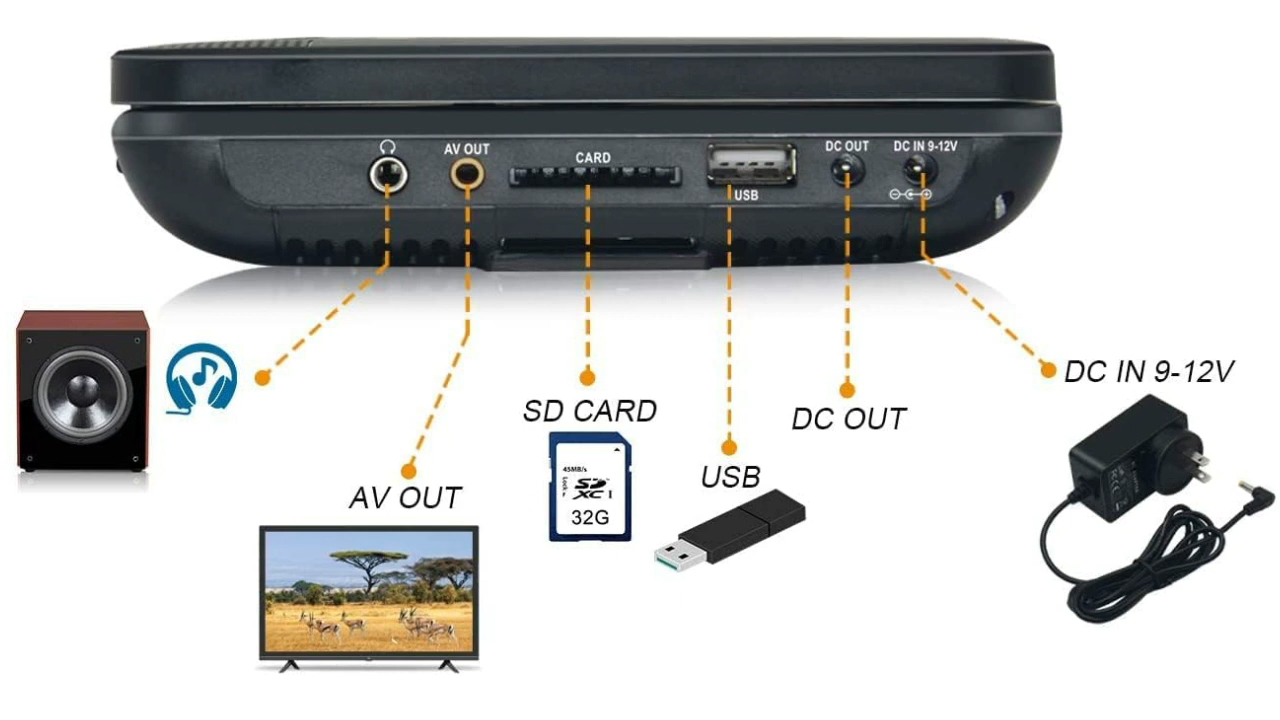 AV OUT
CARD
USB
DC OUT
DC IN 9-12V
DC IN 9-12V
SD CARD
DC OUT
AV OUT
USB
45MB/s
Lock
SD
XC I
32G